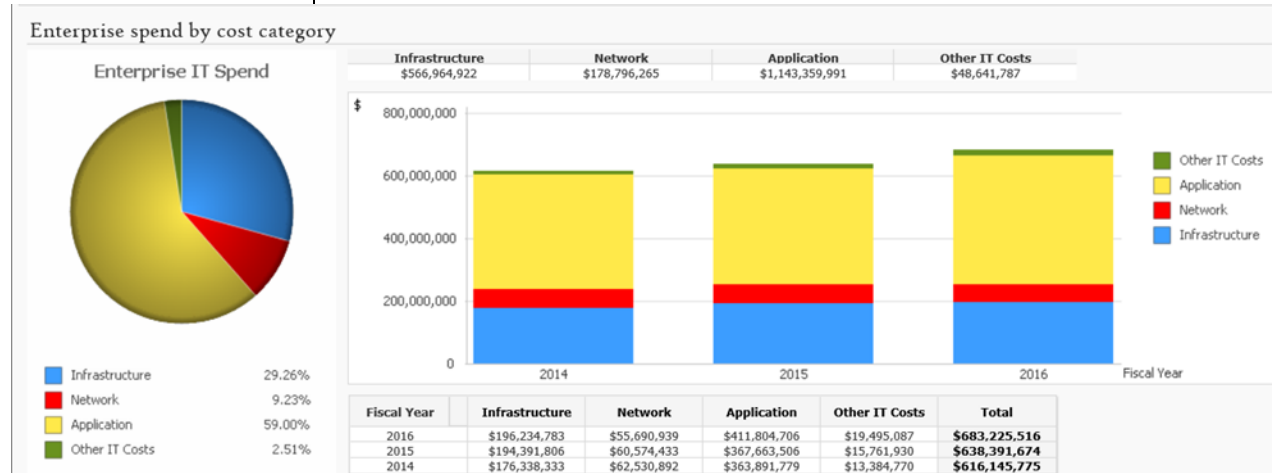 Enterprise spend by cost category
Enterprise IT Spend
Infrastructure 29.26%
Network 9.23%
Application 59.00%
Other IT Costs 2.51%
Infrastructure Network Application Other IT Costs
$566,964,922 $178,796,265 $1,143,359,991 $48,641,787
$
800,000,000
600,000,000
400,000,000
200,000,000
0
2014 2015 2016 Fiscal Year
Other IT Costs
Application
Network
Infrastructure
Fiscal Year Infrastructure Network Application Other IT Costs Total
2016 $196,234,783 $55,690,939 $411,804,706 $19,495,087 $683,225,516
2015 $194,391,806 $60,574,433 $367,663,506 $15,761,930 $638,391,674
2014 $176,338,333 $62,530,892 $363,891,779 $13,384,770 $616,145,775